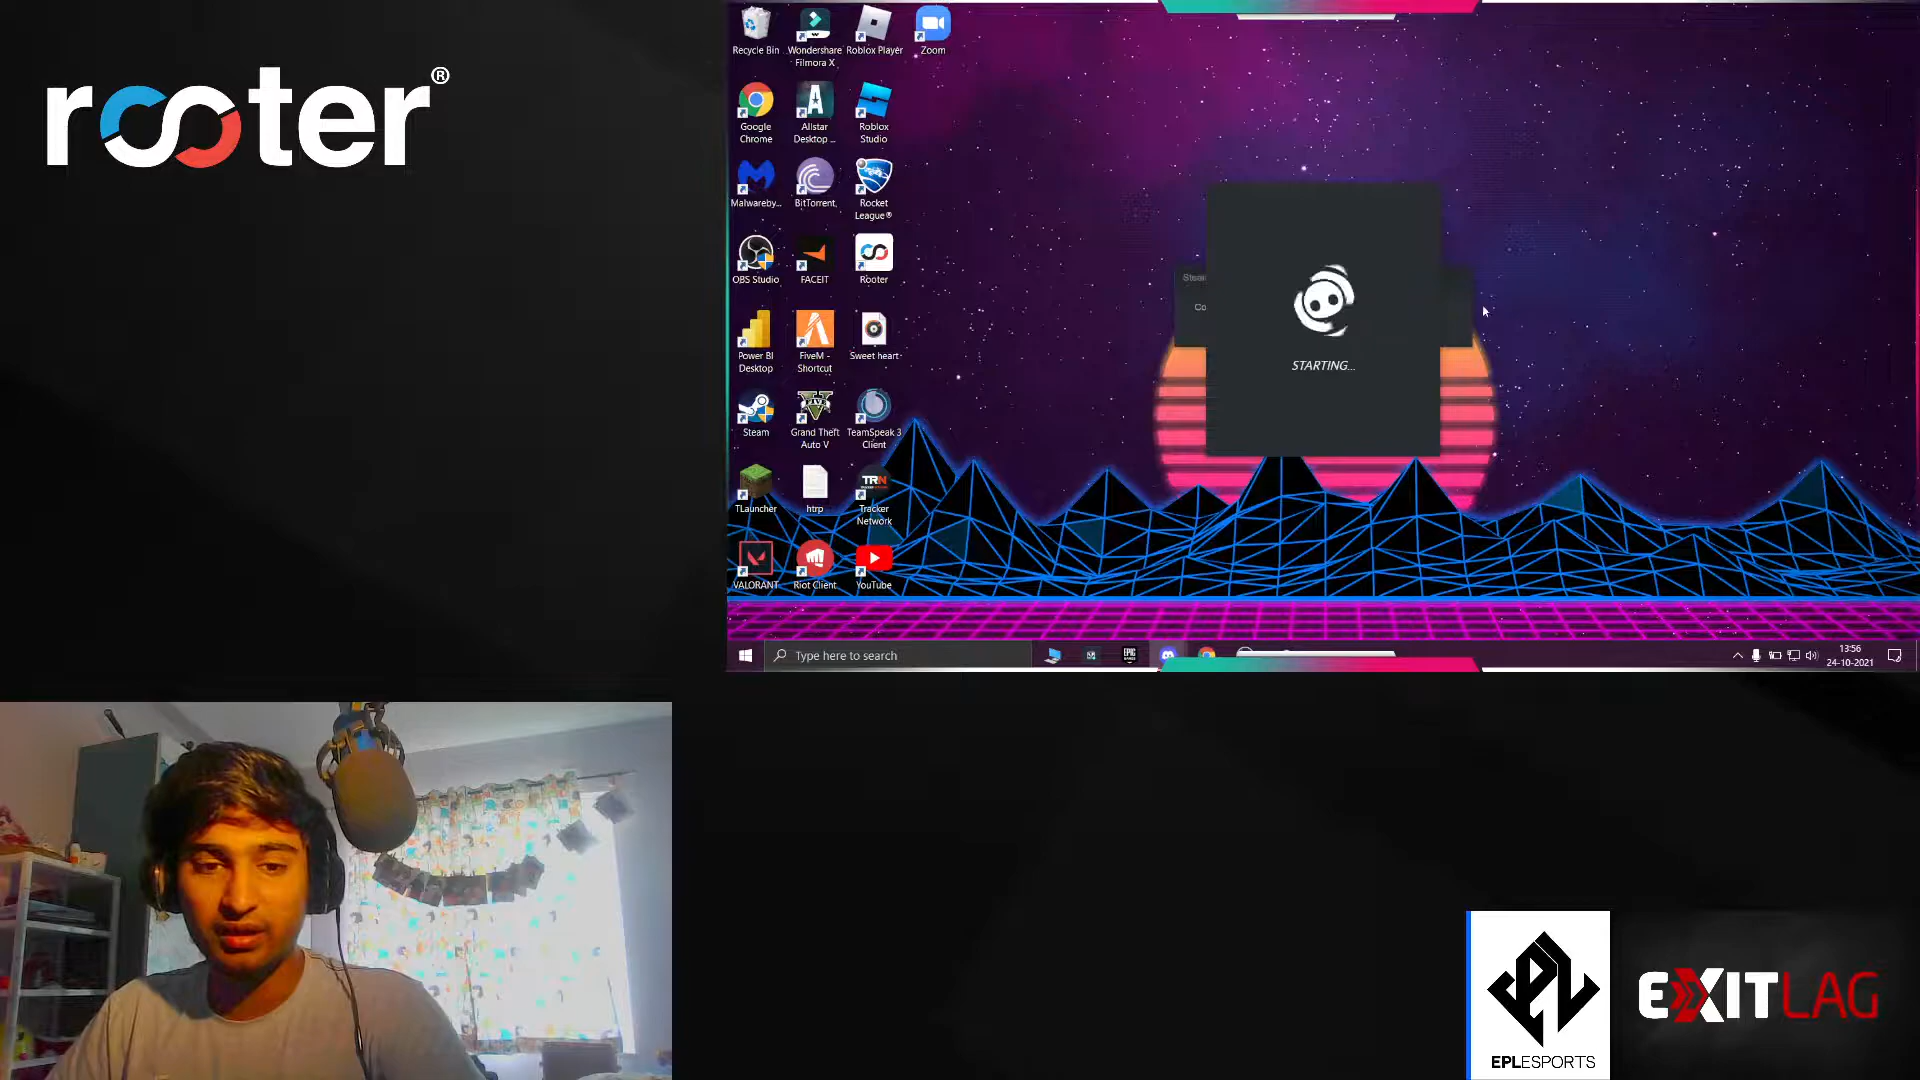 rooter®
Recycle Bin
Wondershare
Filmora X
Roblox Player
Zoom
Google
Chrome
Allstar
Desktop ...
Roblox
Studio
Malwareby...
BitTorrent
Rocket
League®
OBS Studio
FACEIT
Rooter
Power BI
Desktop
FiveM -
Shortcut
Sweet heart
Steam
Grand Theft
Auto V
TeamSpeak 3
Client
TLauncher
htrp
TRN
Tracker
Network
VALORANT
Riot Client
YouTube
Stea
Co
STARTING...
Type here to search
EPIC
13:56
24-10-2021
EPLESPORTS
EXITLAG